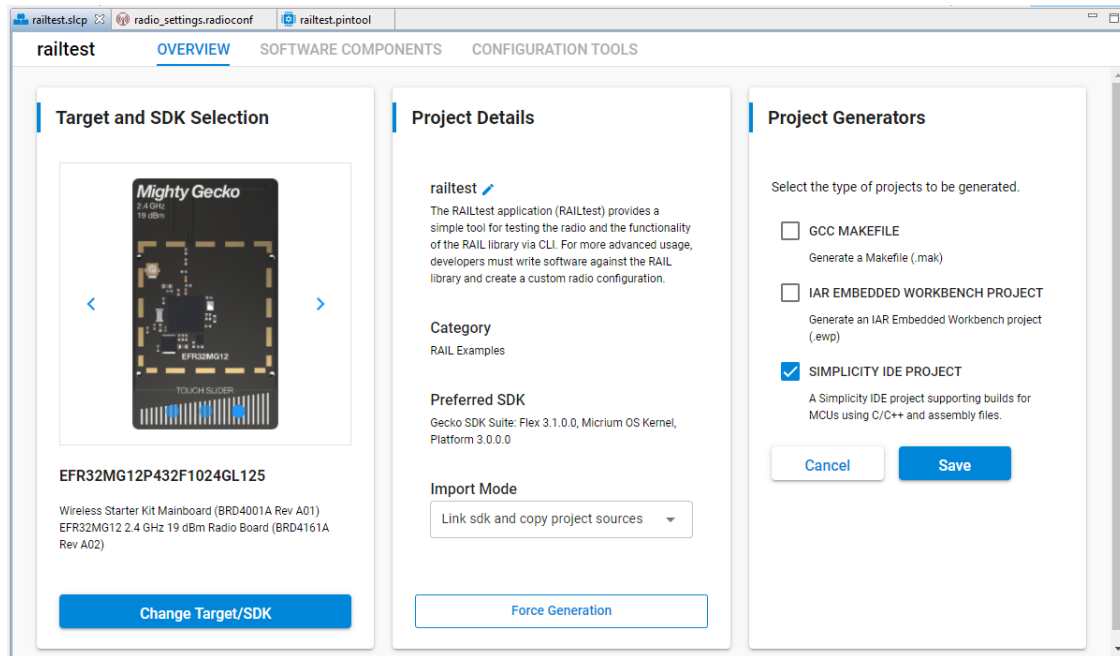 railtest.slcp
radio_settings.radioconf
railtest.pintool
railtest
OVERVIEW
SOFTWARE COMPONENTS
CONFIGURATION TOOLS
Target and SDK Selection
Mighty Gecko
2.4 GHz
19 dBm
EFR32MG12
TOUCH SLIDER
EFR32MG12P432F1024GL125
Wireless Starter Kit Mainboard (BRD4001A Rev A01)
EFR32MG12 2.4 GHz 19 dBm Radio Board (BRD4161A
Rev A02)
Change Target/SDK
Project Details
railtest
The RAILtest application (RAILtest) provides a
simple tool for testing the radio and the functionality
of the RAIL library via CLI. For more advanced usage,
developers must write software against the RAIL
library and create a custom radio configuration.
Category
RAIL Examples
Preferred SDK
Gecko SDK Suite: Flex 3.1.0.0, Micrium OS Kernel,
Platform 3.0.0.0
Import Mode
Link sdk and copy project sources
Force Generation
Project Generators
Select the type of projects to be generated.
GCC MAKEFILE
Generate a Makefile (.mak)
IAR EMBEDDED WORKBENCH PROJECT
Generate an IAR Embedded Workbench project
(.ewp)
SIMPLICITY IDE PROJECT
A Simplicity IDE project supporting builds for
MCUs using C/C++ and assembly files.
Cancel
Save